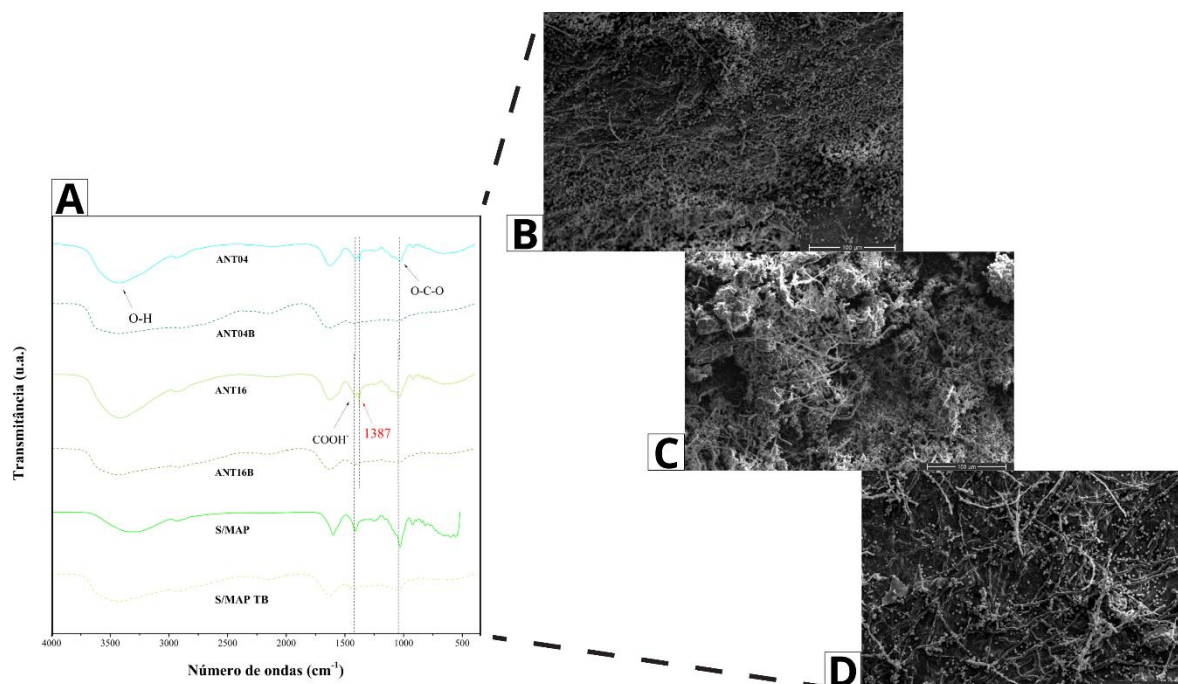 A
ANT04
O-C-O
O-H
ANT04B
ANT16
COOH⁻
1387
ANT16B
S/MAP
S/MAP TB
Transmitância (u.a.)
4000 3500 3000 2500 2000 1500 1000 500
Número de ondas (cm⁻¹)
B
100 µm
C
100 µm
D